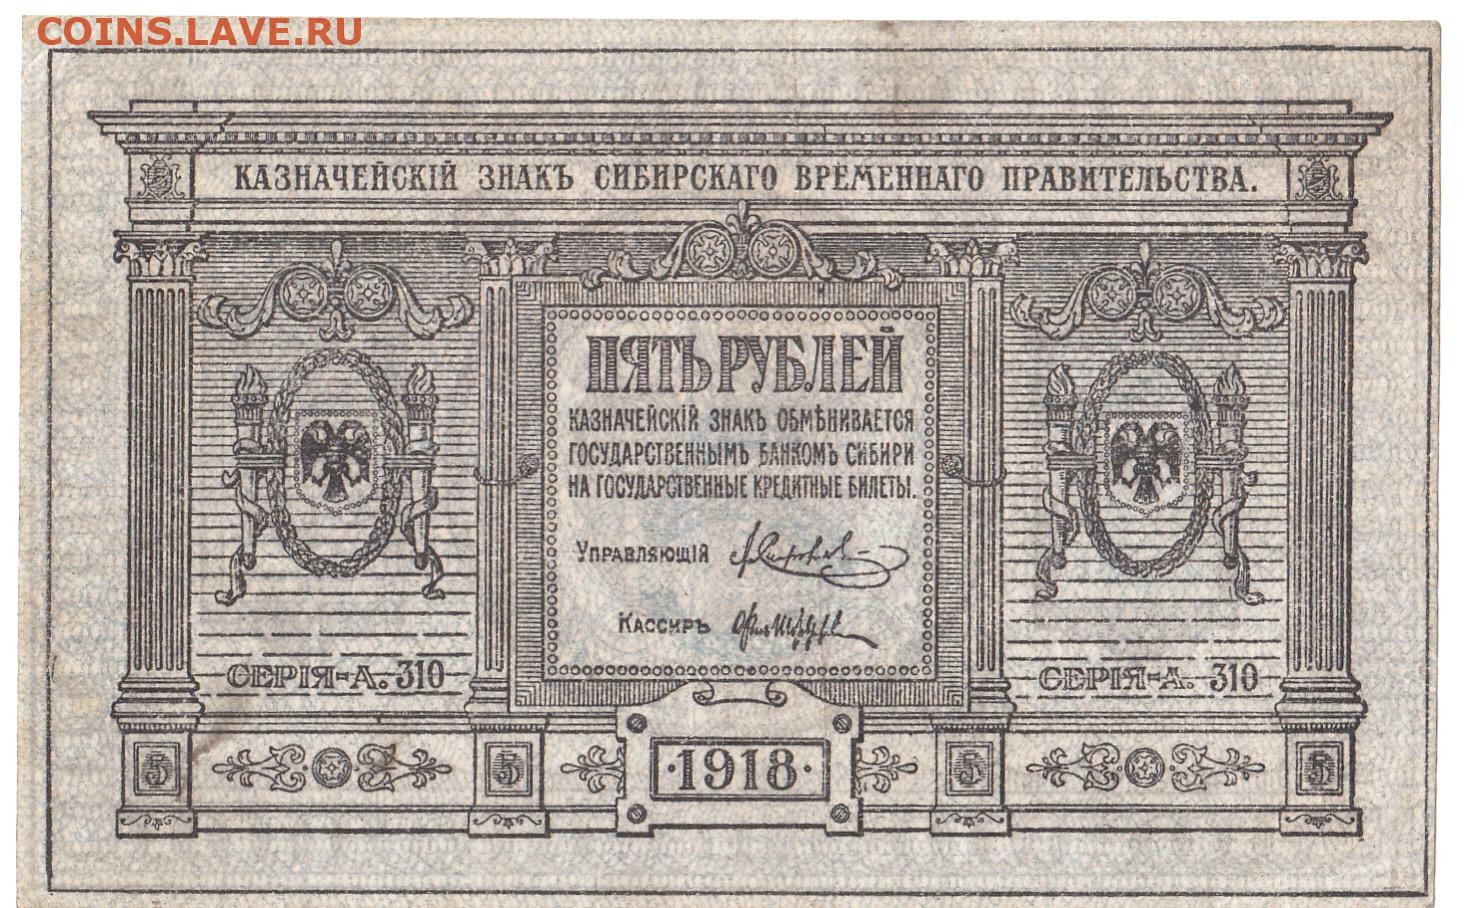 COINS.LAVE.RU
КАЗНАЧЕЙСКІЙ ЗНАКЪ СИБИРСКАГО ВРЕМЕННАГО ПРАВИТЕЛЬСТВА.
ПЯТЬ РУБЛЕЙ
КАЗНАЧЕЙСКІЙ ЗНАКЪ ОБМѢНИВАЕТСЯ
ГОСУДАРСТВЕННЫМЪ БАНКОМЪ СИБИРИ
НА ГОСУДАРСТВЕННЫЕ КРЕДИТНЫЕ БИЛЕТЫ.
УПРАВЛЯЮЩІЙ
КАССИРЪ
СЕРІЯ-А. 310
СЕРІЯ-А. 310
5
5
·1918·
5
5